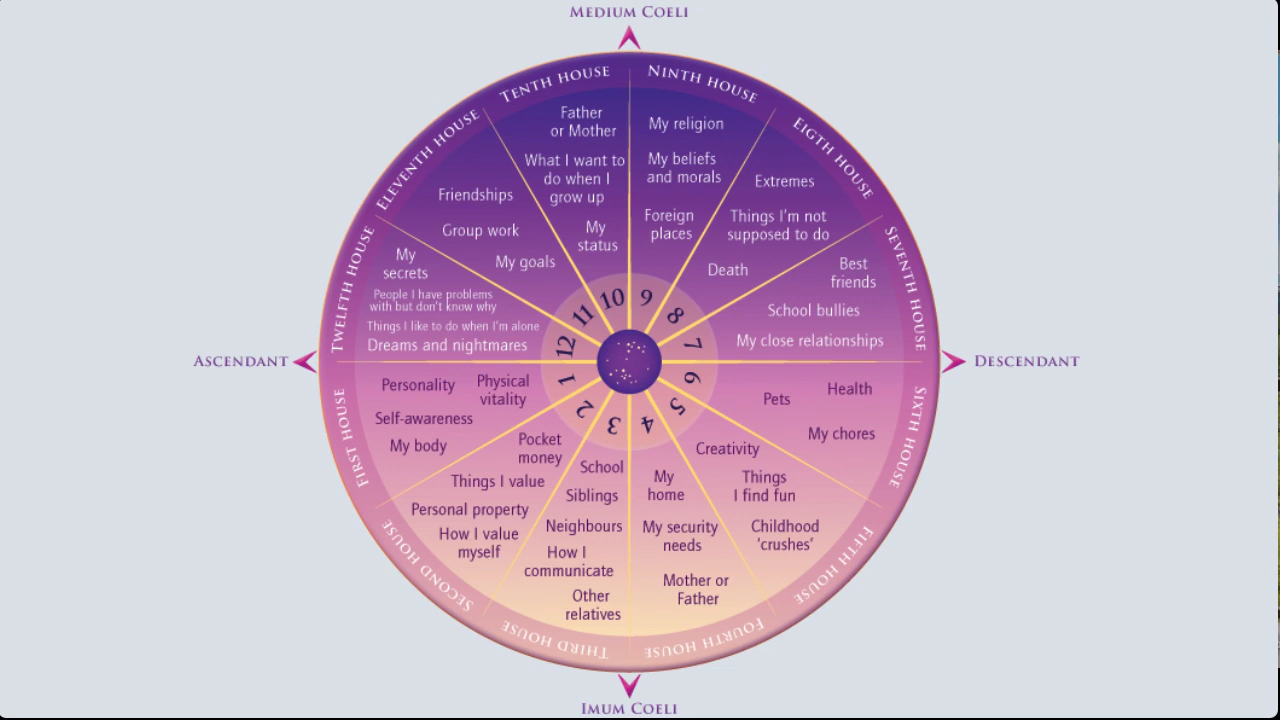 MEDIUM COELI
TENTH HOUSE
NINTH HOUSE
ELEVENTH HOUSE
EIGTH HOUSE
TWELFTH HOUSE
SEVENTH HOUSE
Father
or Mother
What I want to
do when I
grow up
My
status
My religion
My beliefs
and morals
Foreign
places
Extremes
Things I'm not
supposed to do
Death
Best
friends
School bullies
My close relationships
Friendships
Group work
My goals
My
secrets
People I have problems
with but don't know why
Things I like to do when I'm alone
Dreams and nightmares
10
9
11
8
12
7
1
6
2
5
3
4
ASCENDANT
DESCENDANT
Personality
Physical
vitality
Self-awareness
My body
Pocket
money
Things I value
Personal property
How I value
myself
School
Siblings
Neighbours
How I
communicate
Other
relatives
My
home
My security
needs
Mother or
Father
Creativity
Things
I find fun
Childhood
‘crushes’
Pets
Health
My chores
FIRST HOUSE
SECOND HOUSE
THIRD HOUSE
FOURTH HOUSE
FIFTH HOUSE
SIXTH HOUSE
IMUM COELI